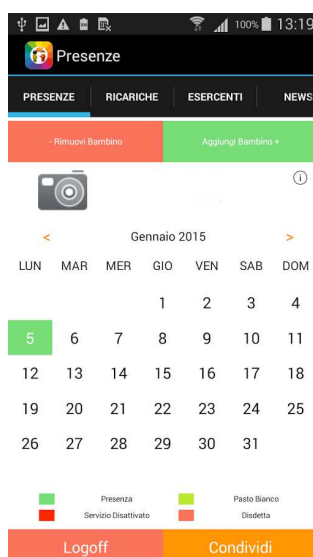 100% 13:19
Presenze
PRESENZE RICARICHE ESERCENTI NEWS
- Rimuovi Bambino Aggiungi Bambino +
< Gennaio 2015 >
LUN MAR MER GIO VEN SAB DOM
1 2 3 4
5 6 7 8 9 10 11
12 13 14 15 16 17 18
19 20 21 22 23 24 25
26 27 28 29 30 31
Presenza Pasto Bianco
Servizio Disattivato Disdetta
Logoff Condividi